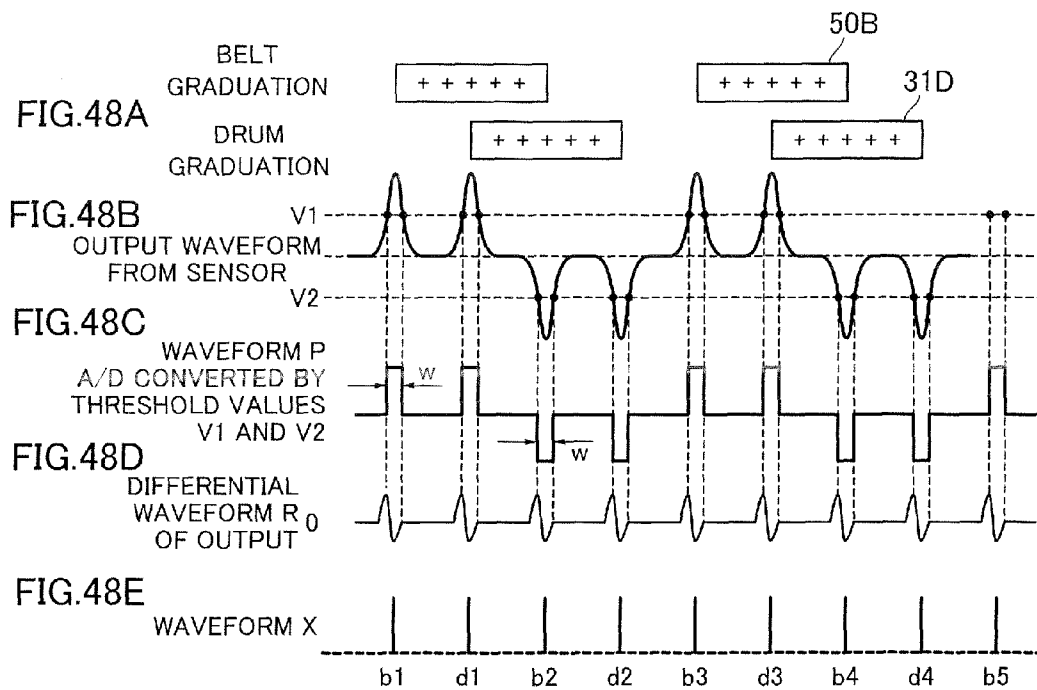 50B
BELT
GRADUATION
+ + + + +
+ + + + +
31D
FIG.48A
DRUM
GRADUATION
+ + + + +
+ + + + +
FIG.48B
V1
OUTPUT WAVEFORM
FROM SENSOR
V2
FIG.48C
WAVEFORM P
A/D CONVERTED BY
THRESHOLD VALUES
V1 AND V2
W
W
FIG.48D
DIFFERENTIAL
WAVEFORM R
OF OUTPUT
0
FIG.48E
WAVEFORM X
b1 d1 b2 d2 b3 d3 b4 d4 b5